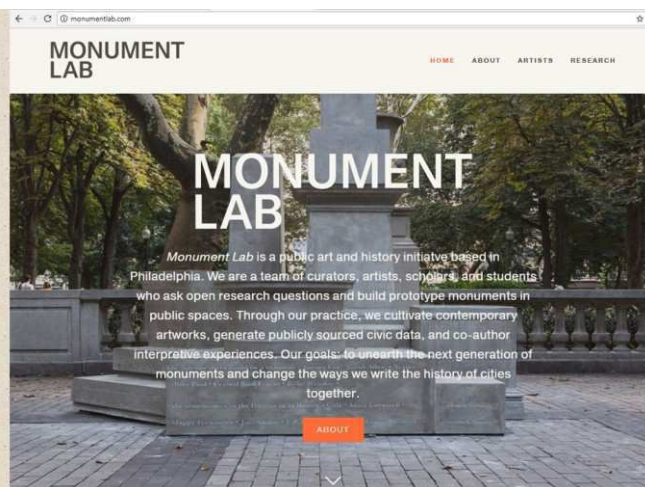 monumentlab.com
MONUMENT
LAB
HOME ABOUT ARTISTS RESEARCH
MONUMENT
LAB
Monument Lab is a public art and history initiatve based in
Philadelphia. We are a team of curators, artists, scholars, and students
who ask open research questions and build prototype monuments in
public spaces. Through our practice, we cultivate contemporary
artworks, generate publicly sourced civic data, and co-author
interpretive experiences. Our goals: to unearth the next generation of
monuments and change the ways we write the history of cities
together.
ABOUT